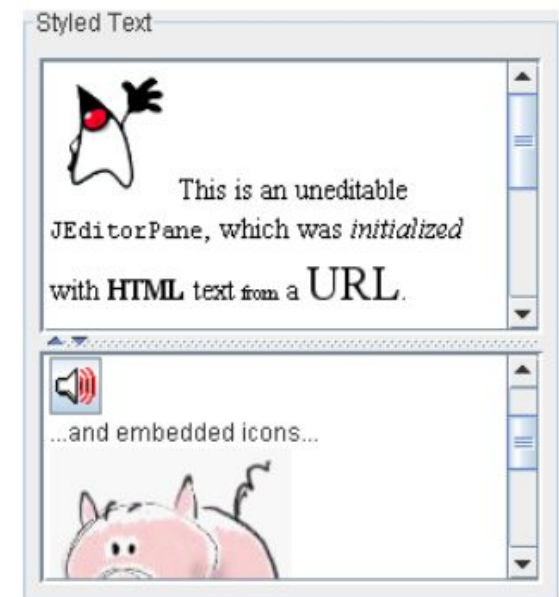 Styled Text
This is an uneditable
JEditorPane, which was initialized
with HTML text from a URL.
...and embedded icons...